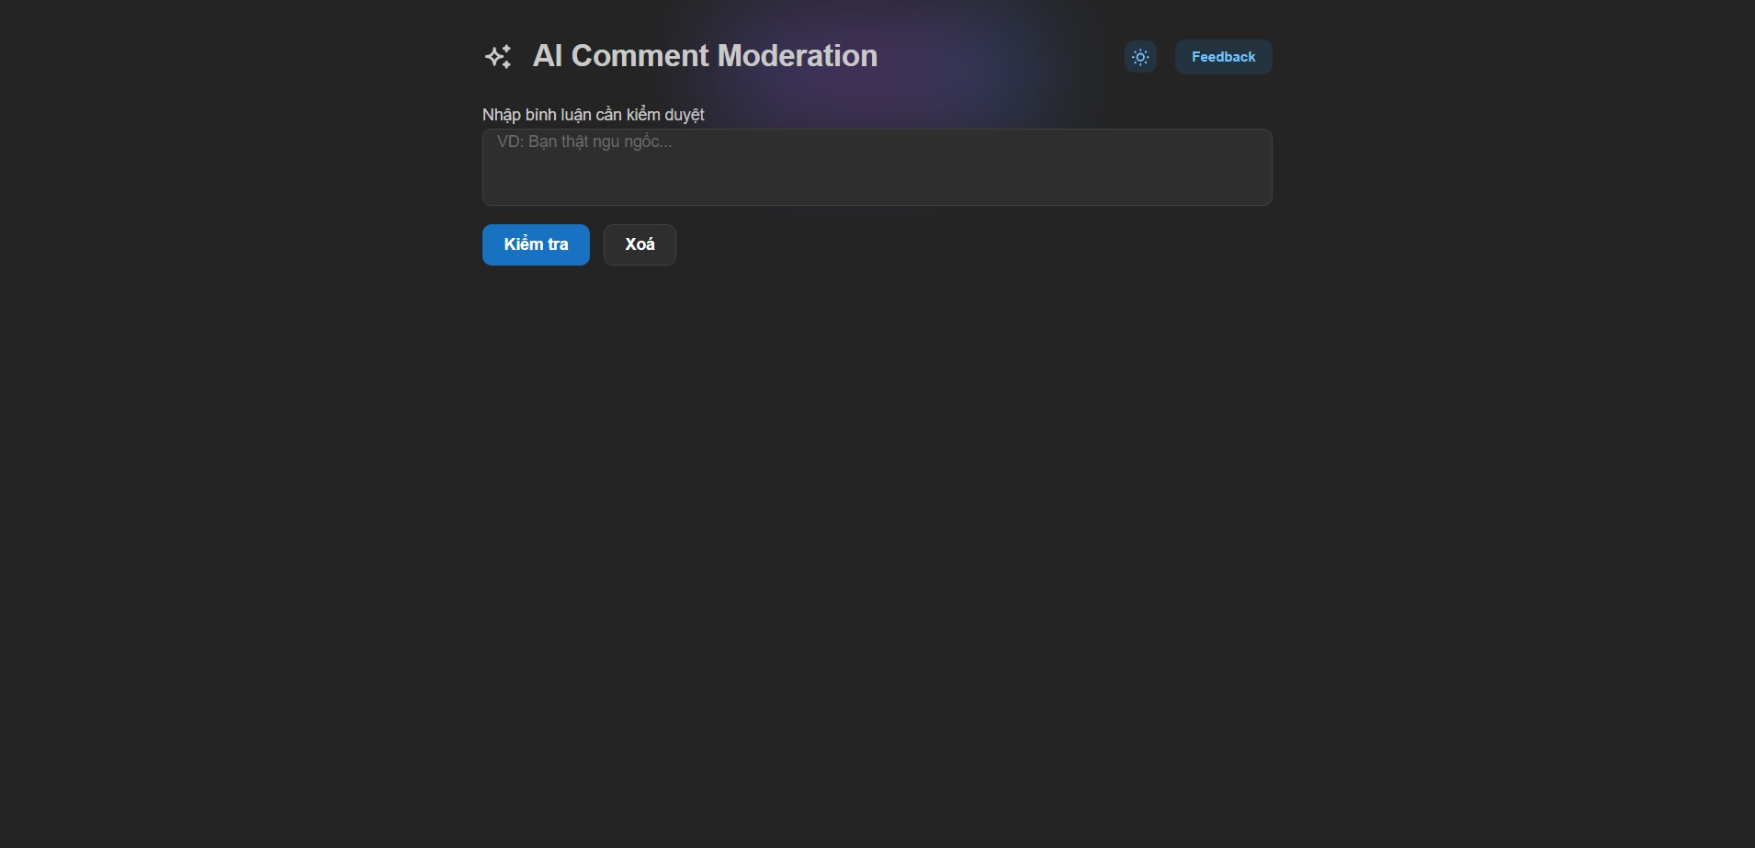 AI Comment Moderation
Feedback
Nhập bình luận cần kiểm duyệt
VD: Bạn thật ngu ngốc...
Kiểm tra
Xoá